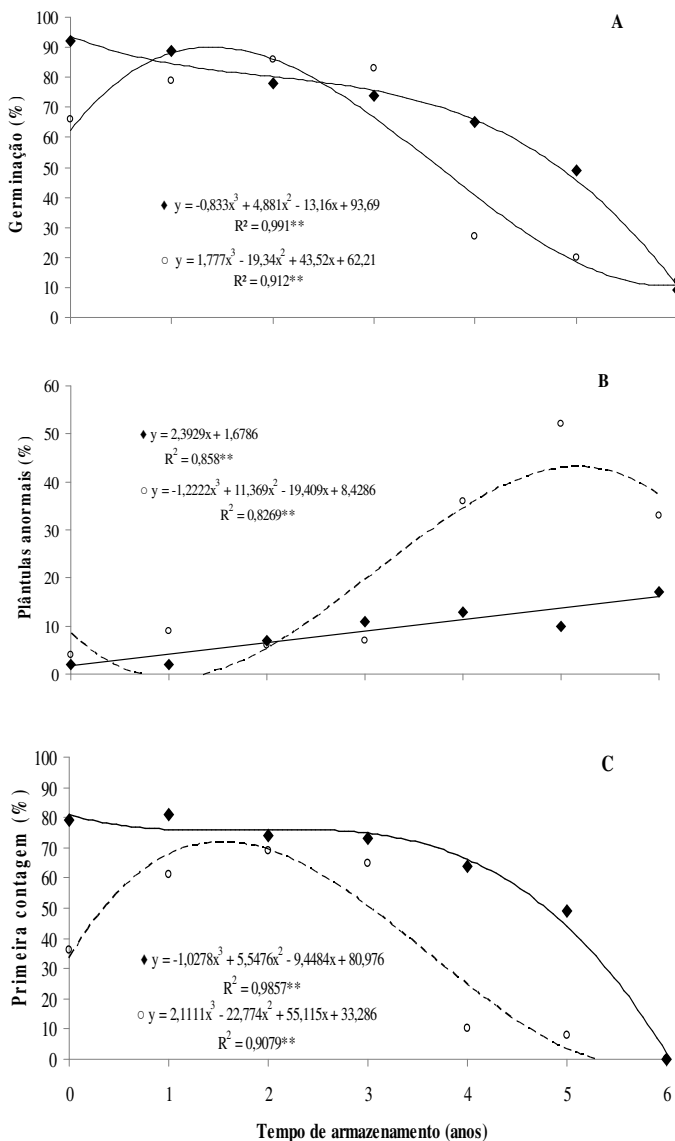 A
100
90
80
70
60
50
40
30
20
10
0
Germinação (%)
y = -0,833x³ + 4,881x² - 13,16x + 93,69
R² = 0,991**
y = 1,777x³ - 19,34x² + 43,52x + 62,21
R² = 0,912**
B
60
50
40
30
20
10
0
Plântulas anormais (%)
y = 2,3929x + 1,6786
R² = 0,858**
y = -1,2222x³ + 11,369x² - 19,409x + 8,4286
R² = 0,8269**
C
100
90
80
70
60
50
40
30
20
10
0
Primeira contagem (%)
y = -1,0278x³ + 5,5476x² - 9,4484x + 80,976
R² = 0,9857**
y = 2,1111x³ - 22,774x² + 55,115x + 33,286
R² = 0,9079**
0 1 2 3 4 5 6
Tempo de armazenamento (anos)